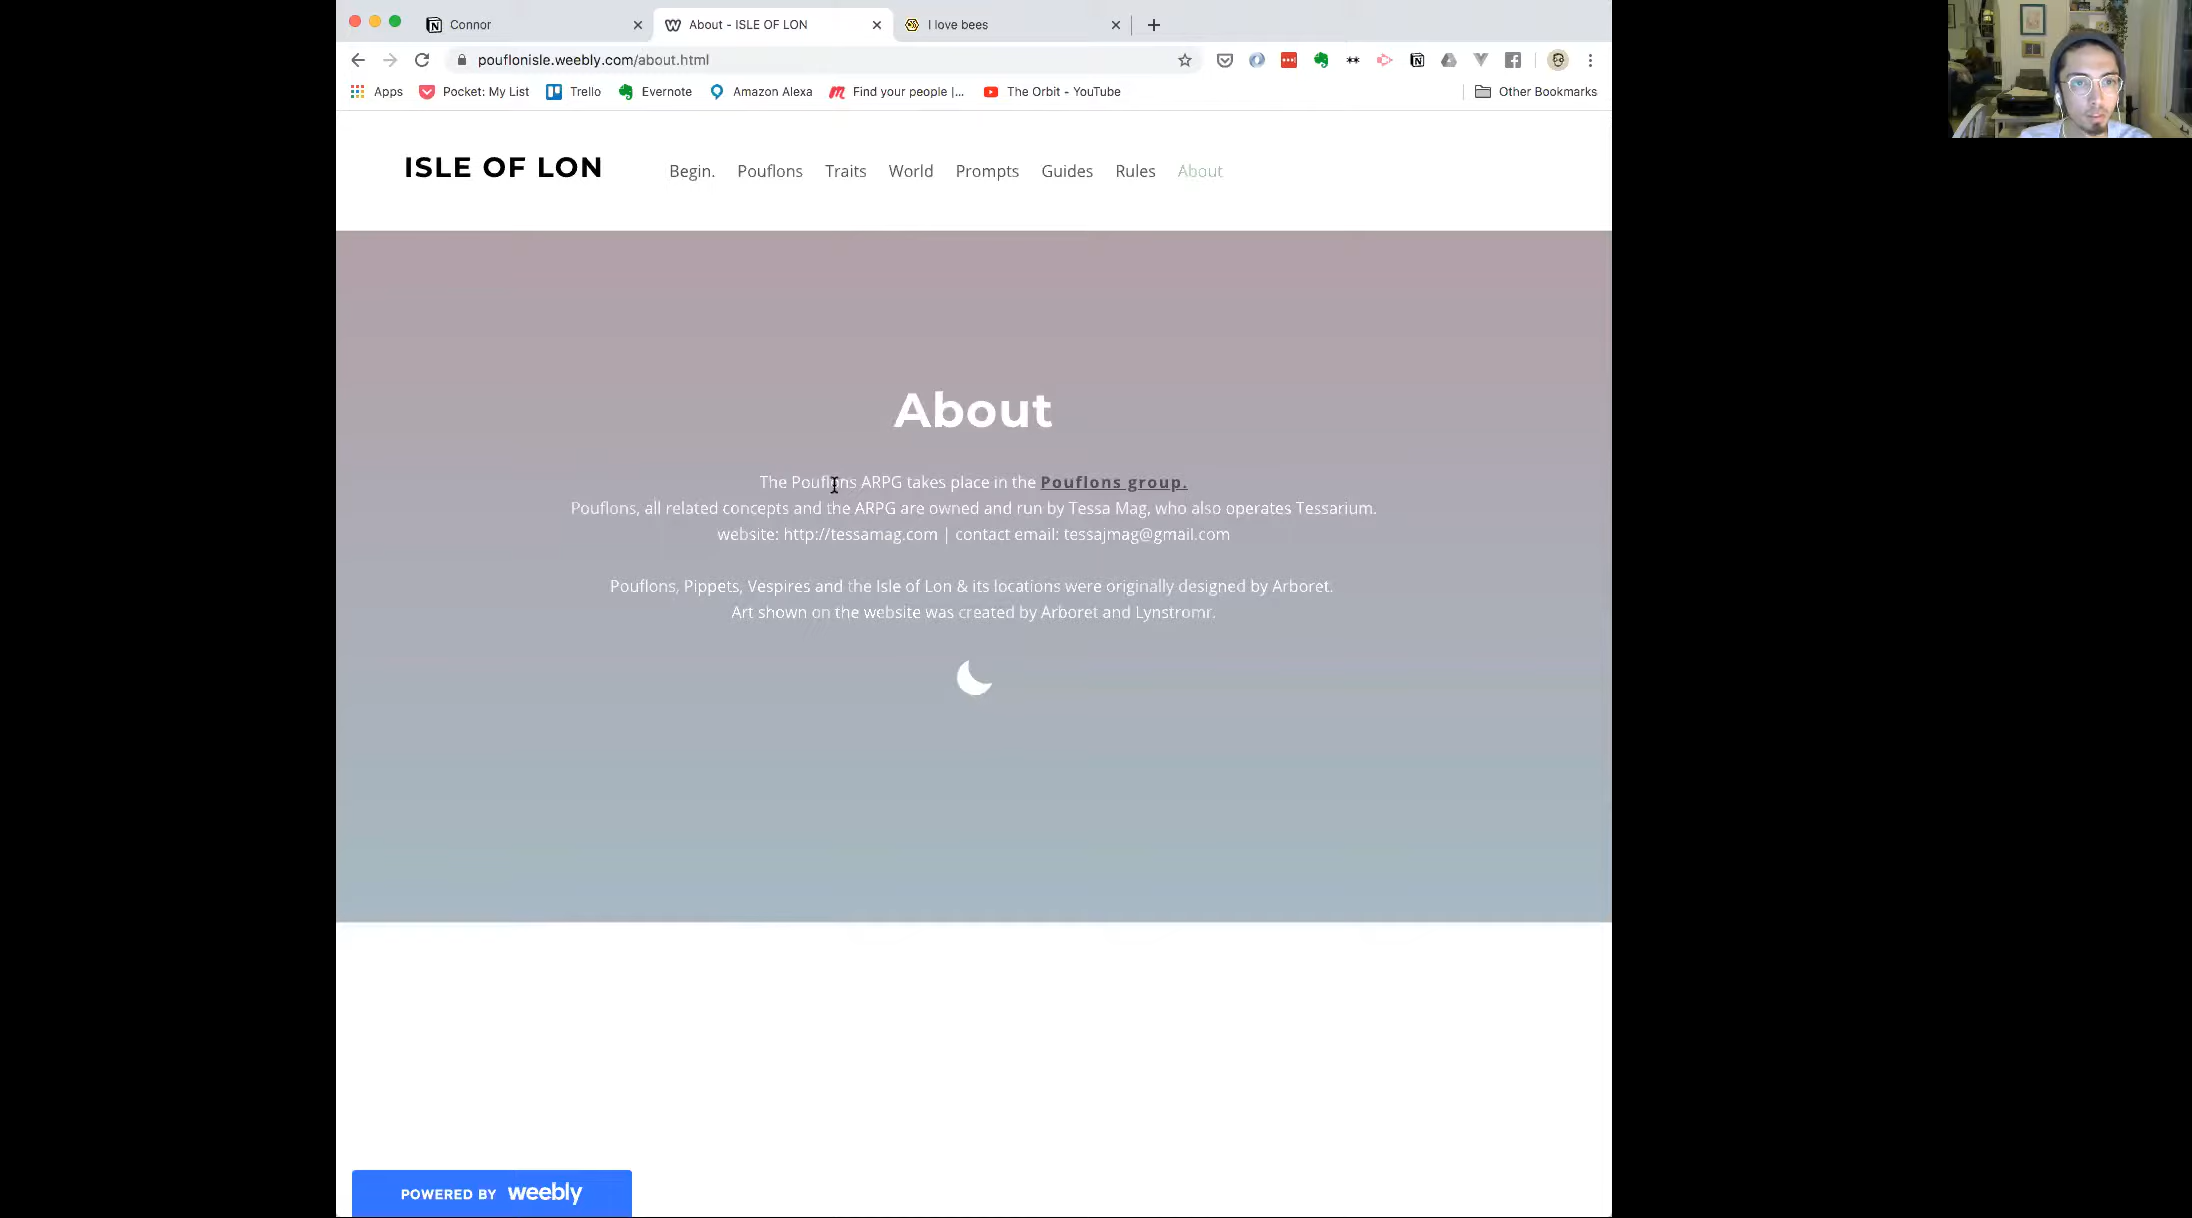 Connor
About - ISLE OF LON
I love bees
pouflonisle.weebly.com/about.html
Apps
Pocket: My List
Trello
Evernote
Amazon Alexa
Find your people |...
The Orbit - YouTube
Other Bookmarks
ISLE OF LON
Begin. Pouflons Traits World Prompts Guides Rules About
About
The Pouflons ARPG takes place in the Pouflons group.
Pouflons, all related concepts and the ARPG are owned and run by Tessa Mag, who also operates Tessarium.
website: http://tessamag.com | contact email: tessajmag@gmail.com
Pouflons, Pippets, Vespires and the Isle of Lon & its locations were originally designed by Arboret.
Art shown on the website was created by Arboret and Lynstromr.
POWERED BY weebly